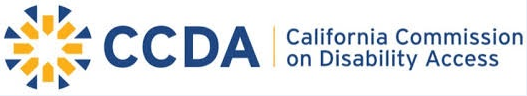 CCDA
California Commission
on Disability Access